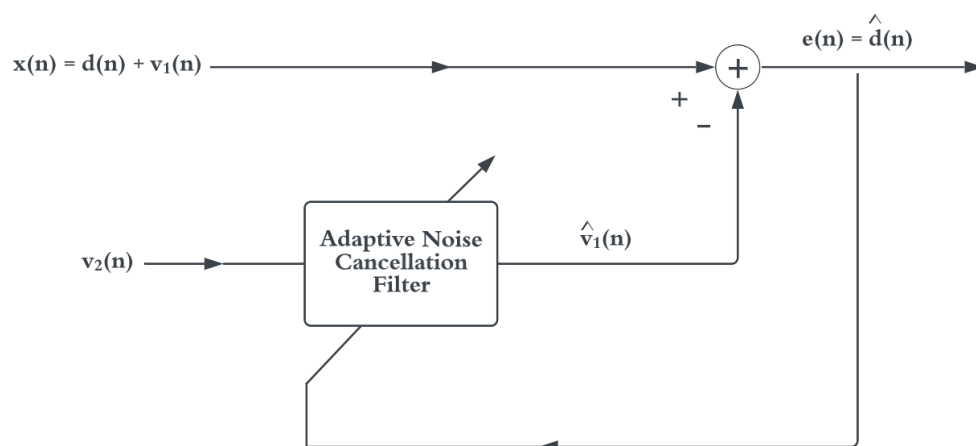 e(n) = d̂(n)
x(n) = d(n) + v₁(n)
+
+
−
Adaptive Noise
Cancellation
Filter
v̂₁(n)
v₂(n)